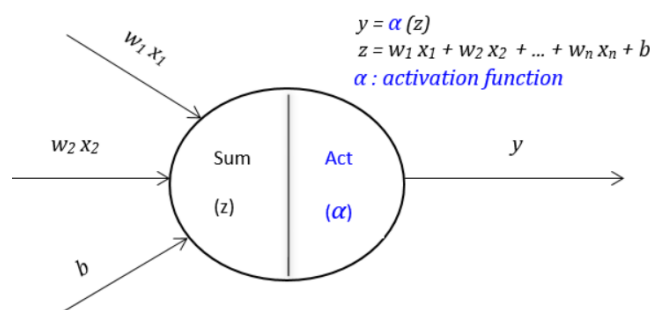 y = α (z)
z = w₁ x₁ + w₂ x₂ + ... + wₙ xₙ + b
α : activation function
w₁ x₁
w₂ x₂
b
Sum
(z)
Act
(α)
y